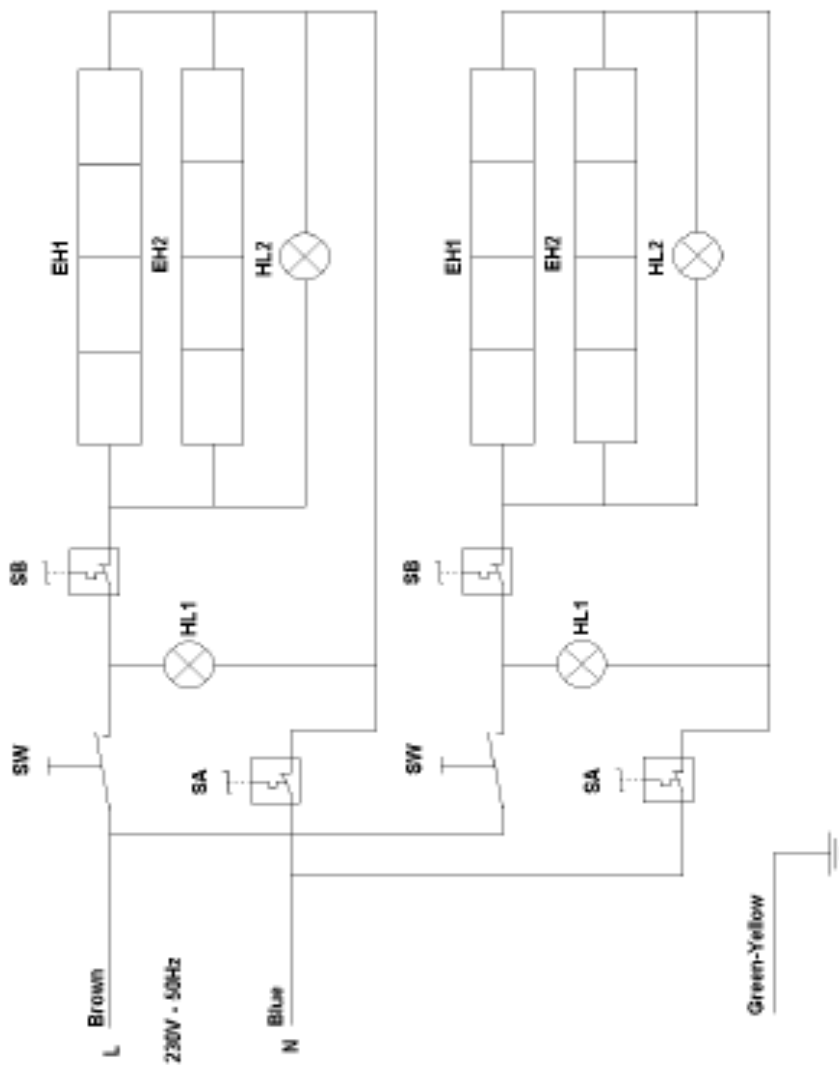 EH1
EH2
HL2
SB
HL1
SW
SA
EH1
EH2
HL2
SB
HL1
SW
SA
L Brown
230V - 50Hz
N Blue
Green-Yellow